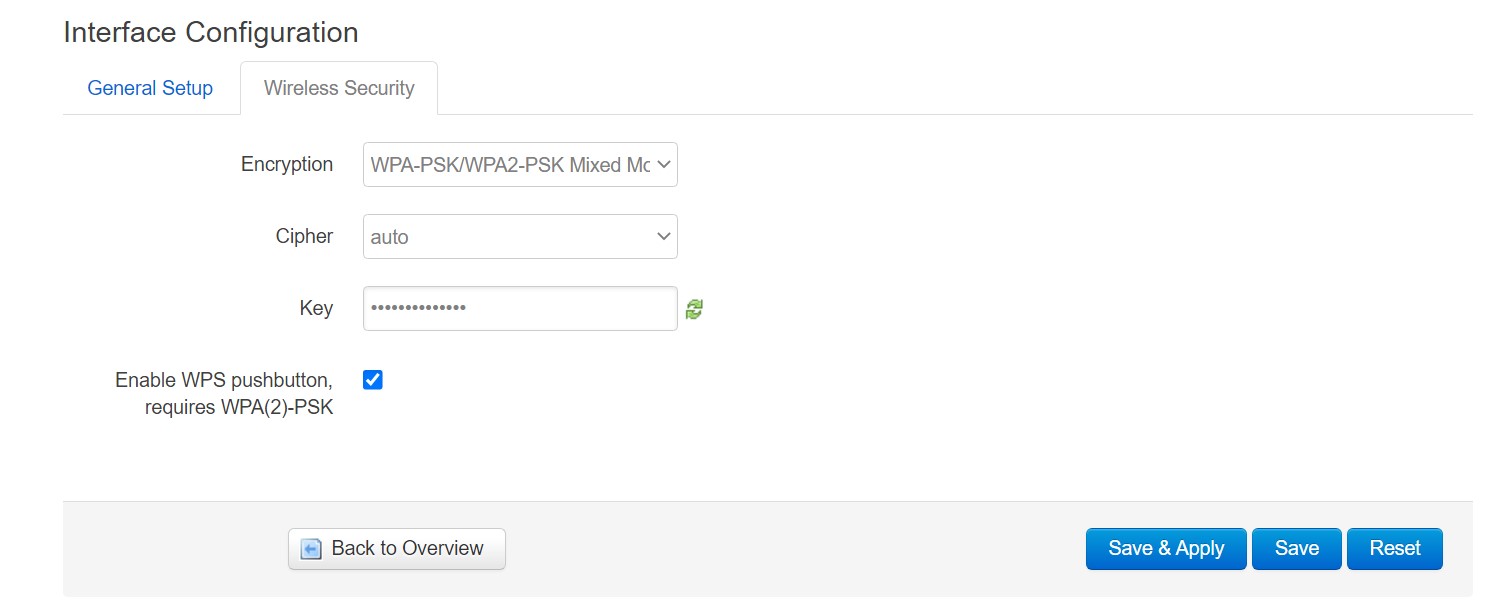 Interface Configuration
General Setup
Wireless Security
Encryption
WPA-PSK/WPA2-PSK Mixed Mo
Cipher
auto
Key
••••••••••••••
Enable WPS pushbutton,
requires WPA(2)-PSK
Back to Overview
Save & Apply
Save
Reset